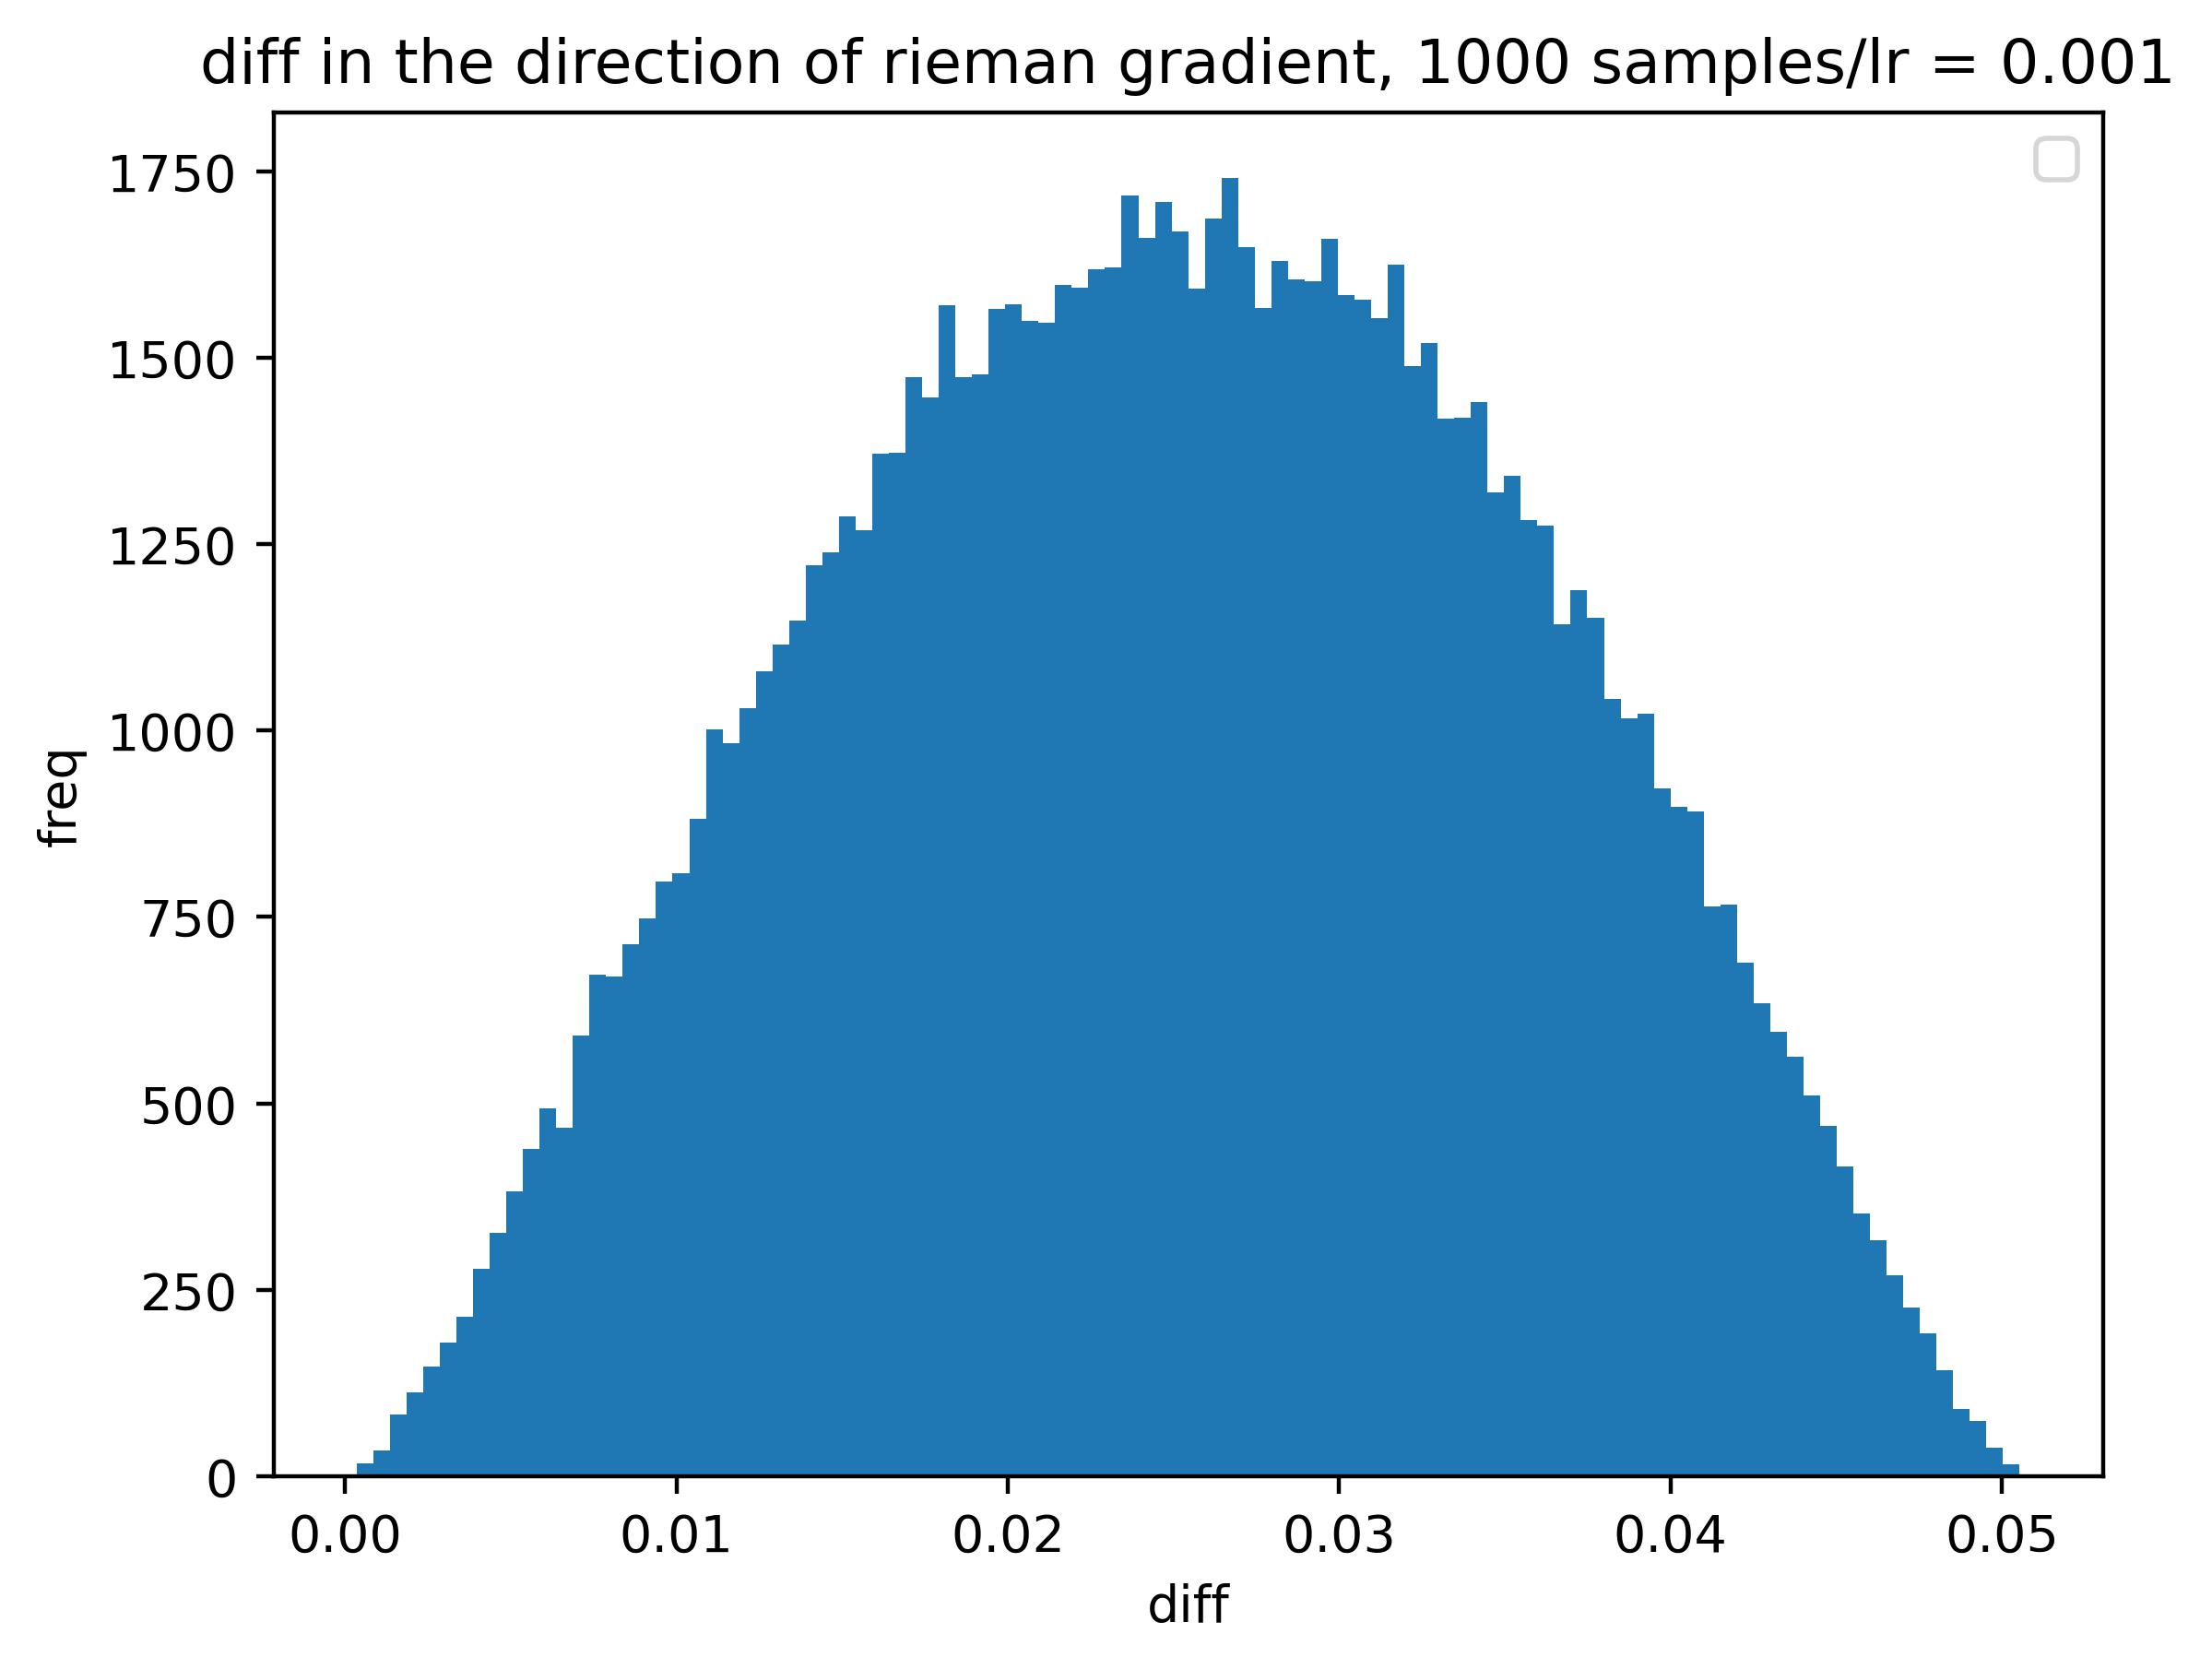 diff in the direction of rieman gradient, 1000 samples/lr = 0.001
1750
1500
1250
1000
750
500
250
0
freq
0.00 0.01 0.02 0.03 0.04 0.05
diff